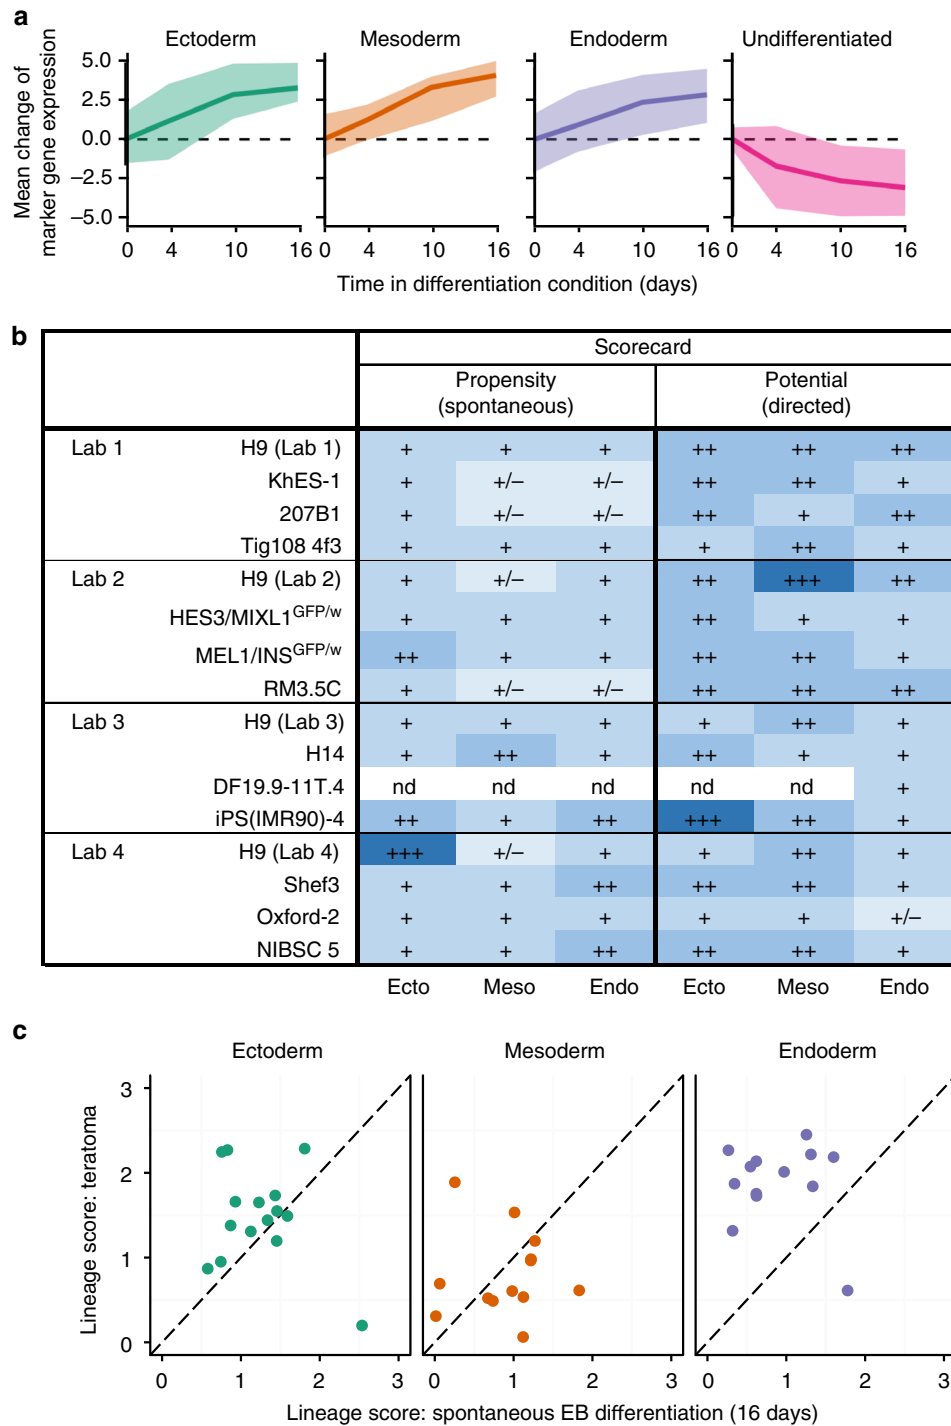 a
Ectoderm Mesoderm Endoderm Undifferentiated
Mean change of
marker gene expression
5.0
2.5
0.0
−2.5
−5.0
0 4 10 16 0 4 10 16 0 4 10 16 0 4 10 16
Time in differentiation condition (days)
b
Scorecard
Propensity
(spontaneous)
Potential
(directed)
Lab 1 H9 (Lab 1) + + + ++ ++ ++
KhES-1 + +/− +/− ++ ++ +
207B1 + +/− +/− ++ + ++
Tig108 4f3 + + + + ++ +
Lab 2 H9 (Lab 2) + +/− + ++ +++ ++
HES3/MIXL1GFP/w + + + ++ + +
MEL1/INSGFP/w ++ + + ++ ++ +
RM3.5C + +/− +/− ++ ++ ++
Lab 3 H9 (Lab 3) + + + + ++ +
H14 + ++ + ++ + +
DF19.9-11T.4 nd nd nd nd nd +
iPS(IMR90)-4 ++ + ++ +++ ++ +
Lab 4 H9 (Lab 4) +++ +/− + + ++ +
Shef3 + + ++ ++ ++ +
Oxford-2 + + + + + +/−
NIBSC 5 + + ++ ++ ++ +
Ecto Meso Endo Ecto Meso Endo
c
Ectoderm Mesoderm Endoderm
Lineage score: teratoma
3
2
1
0
0 1 2 3 0 1 2 3 0 1 2 3
Lineage score: spontaneous EB differentiation (16 days)